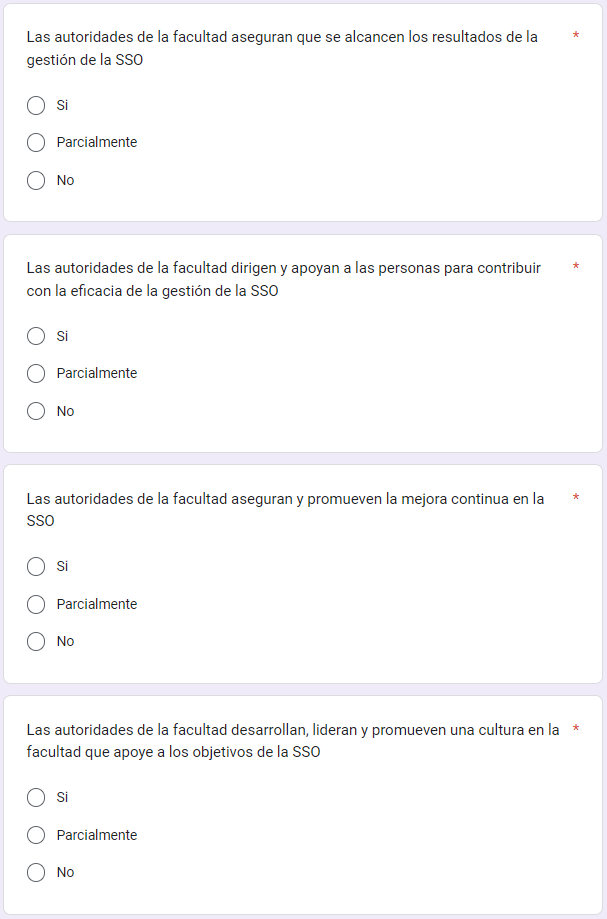 Las autoridades de la facultad aseguran que se alcancen los resultados de la *
gestión de la SSO
Si
Parcialmente
No
Las autoridades de la facultad dirigen y apoyan a las personas para contribuir *
con la eficacia de la gestión de la SSO
Si
Parcialmente
No
Las autoridades de la facultad aseguran y promueven la mejora continua en la *
SSO
Si
Parcialmente
No
Las autoridades de la facultad desarrollan, lideran y promueven una cultura en la *
facultad que apoye a los objetivos de la SSO
Si
Parcialmente
No